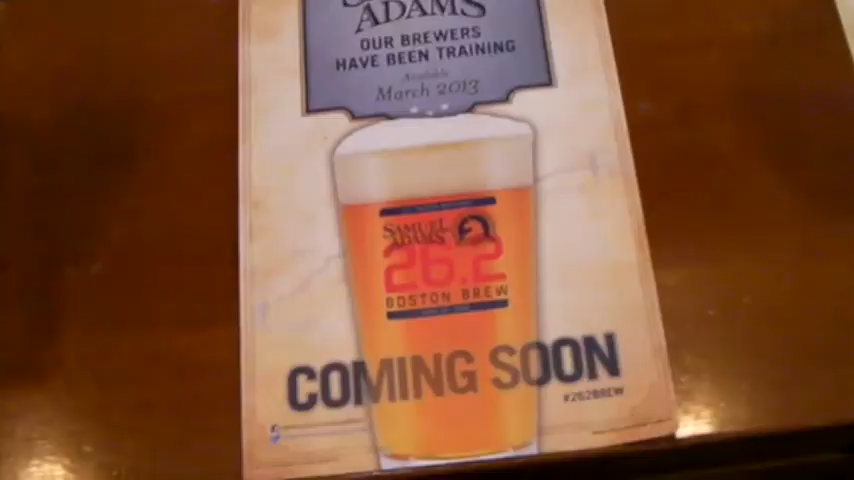 ADAMS
OUR BREWERS
HAVE BEEN TRAINING
Available
March 2013
SAMUEL
ADAMS
26.2
BOSTON BREW
COMING SOON
#262BREW